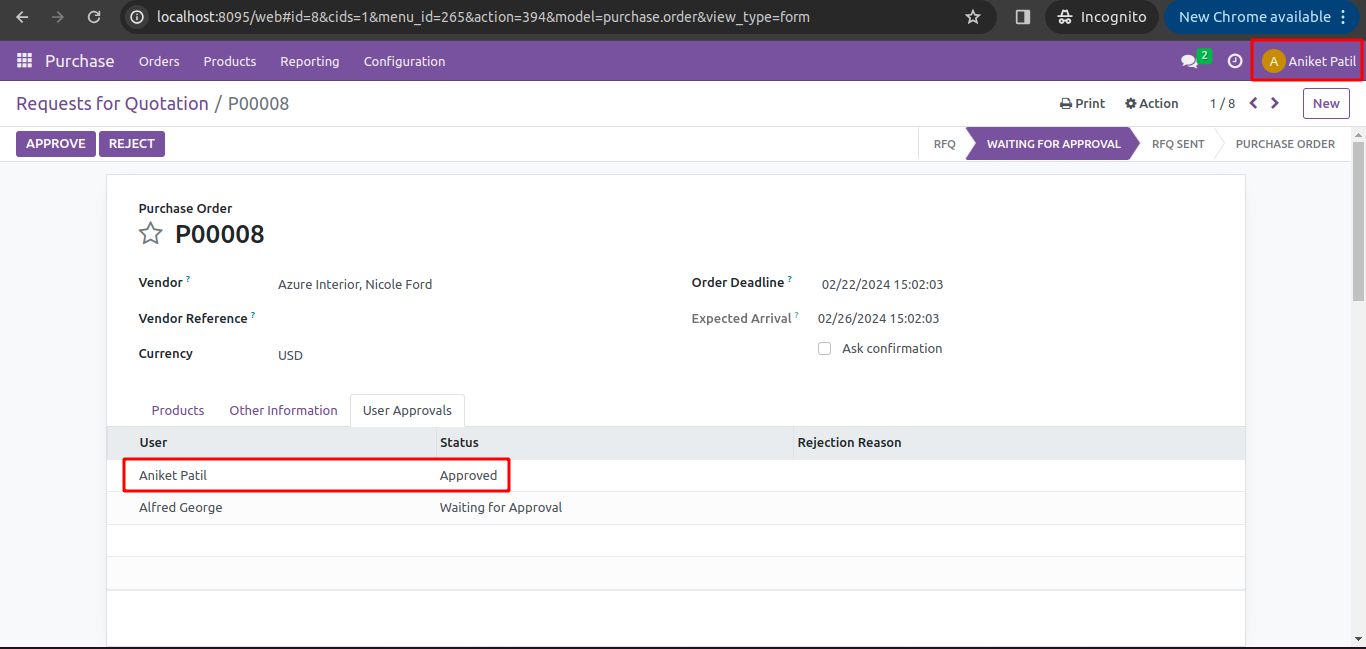 localhost:8095/web#id=8&cids=1&menu_id=265&action=394&model=purchase.order&view_type=form Incognito New Chrome available
Purchase Orders Products Reporting Configuration 2 A Aniket Patil
Requests for Quotation / P00008 Print Action 1 / 8 New
APPROVE REJECT RFQ WAITING FOR APPROVAL RFQ SENT PURCHASE ORDER
Purchase Order
P00008
Vendor ? Azure Interior, Nicole Ford Order Deadline ? 02/22/2024 15:02:03
Vendor Reference ? Expected Arrival ? 02/26/2024 15:02:03
Currency USD Ask confirmation
Products Other Information User Approvals
User Status Rejection Reason
Aniket Patil Approved
Alfred George Waiting for Approval